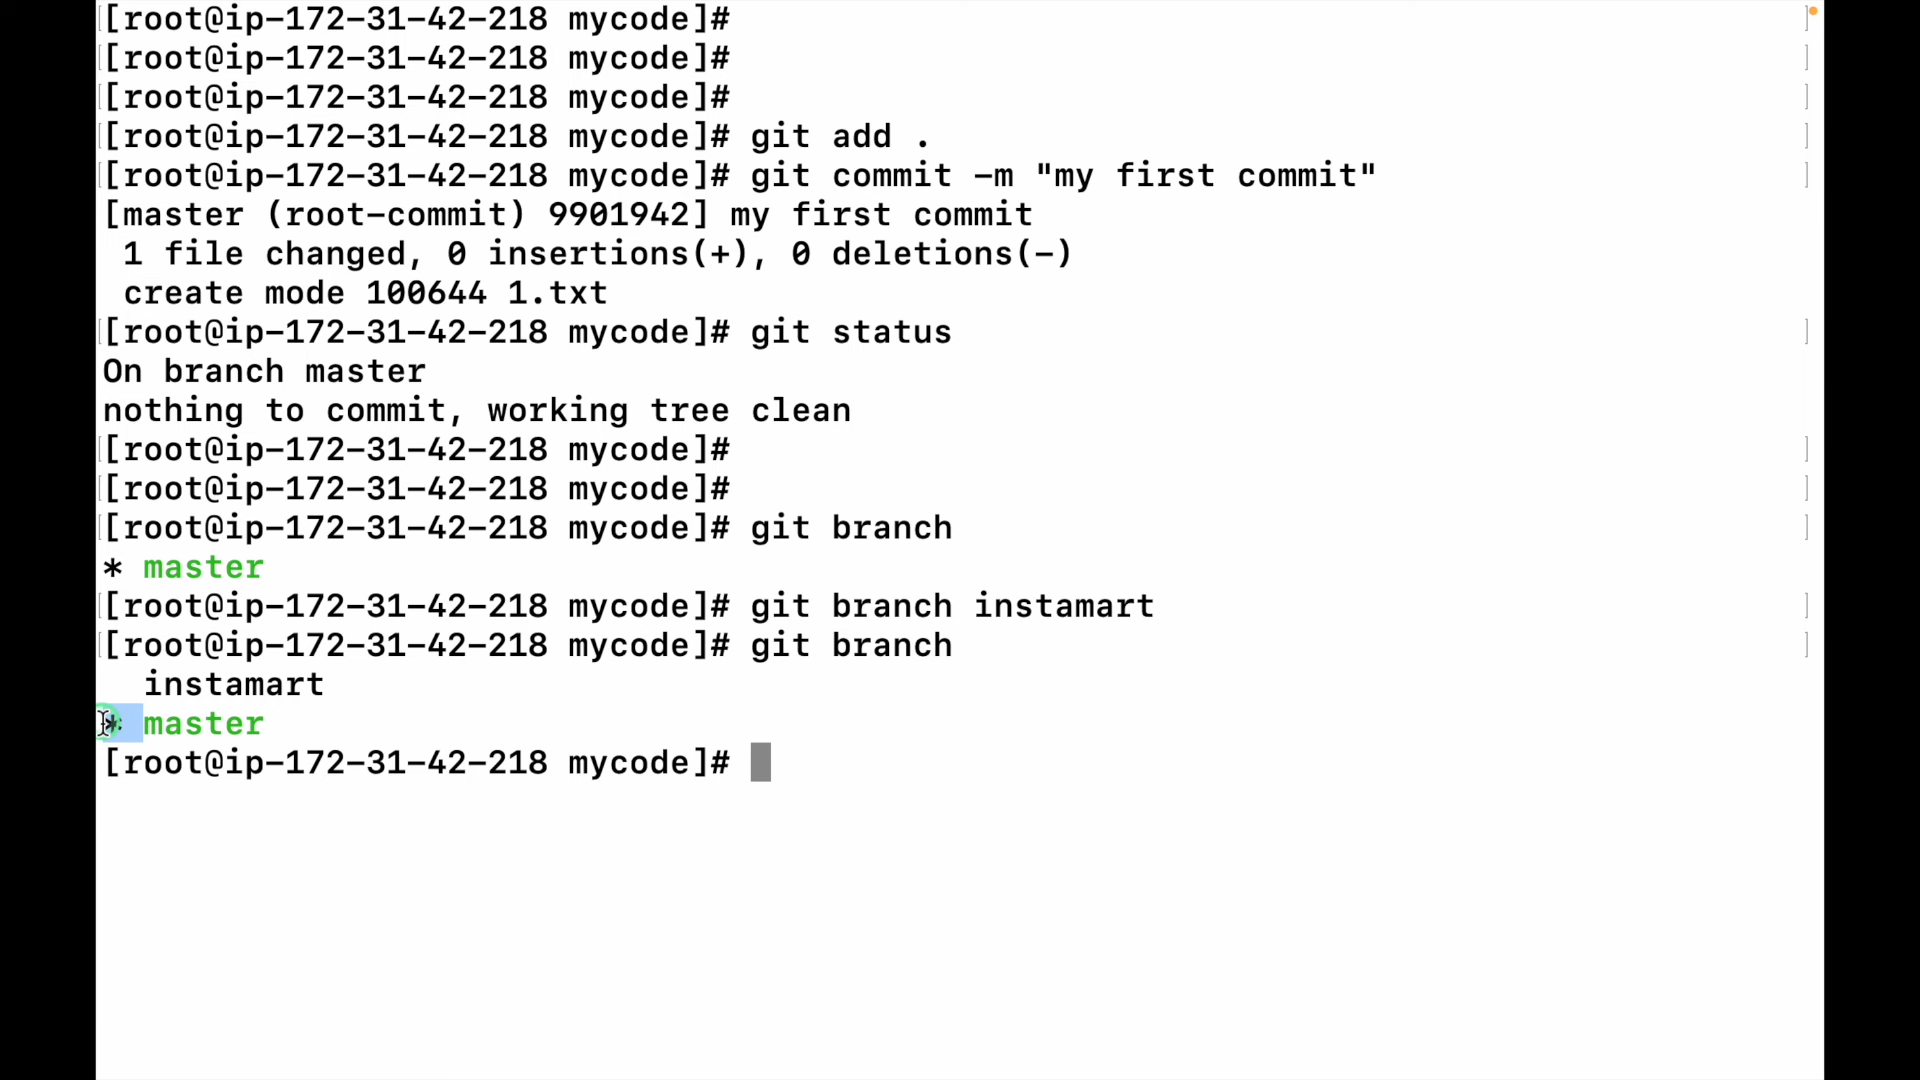 [root@ip-172-31-42-218 mycode]#
[root@ip-172-31-42-218 mycode]#
[root@ip-172-31-42-218 mycode]#
[root@ip-172-31-42-218 mycode]# git add .
[root@ip-172-31-42-218 mycode]# git commit -m "my first commit"
[master (root-commit) 9901942] my first commit
 1 file changed, 0 insertions(+), 0 deletions(-)
 create mode 100644 1.txt
[root@ip-172-31-42-218 mycode]# git status
On branch master
nothing to commit, working tree clean
[root@ip-172-31-42-218 mycode]#
[root@ip-172-31-42-218 mycode]#
[root@ip-172-31-42-218 mycode]# git branch
* master
[root@ip-172-31-42-218 mycode]# git branch instamart
[root@ip-172-31-42-218 mycode]# git branch
  instamart
* master
[root@ip-172-31-42-218 mycode]#